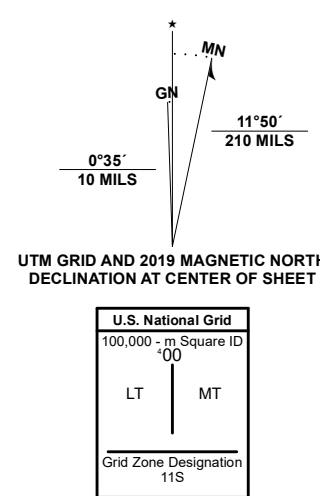 ★
MN
GN
11°50´
210 MILS
0°35´
10 MILS
UTM GRID AND 2019 MAGNETIC NORTH
DECLINATION AT CENTER OF SHEET
U.S. National Grid
100,000 - m Square ID
⁴00
LT MT
Grid Zone Designation
11S